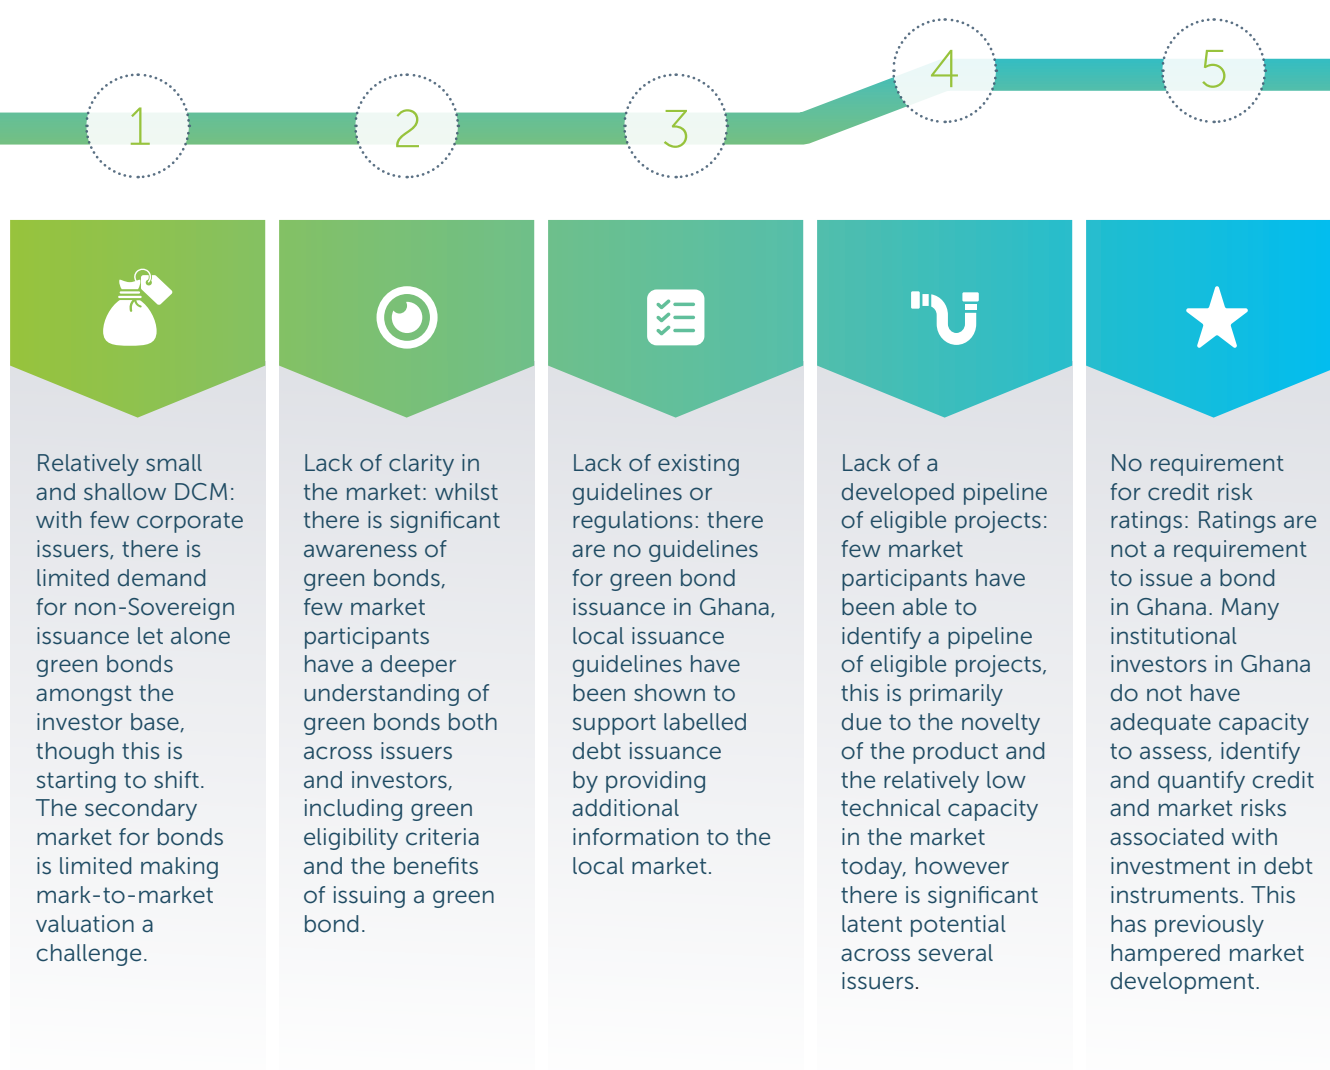 1
2
3
4
5
Relatively small
and shallow DCM:
with few corporate
issuers, there is
limited demand
for non-Sovereign
issuance let alone
green bonds
amongst the
investor base,
though this is
starting to shift.
The secondary
market for bonds
is limited making
mark-to-market
valuation a
challenge.
Lack of clarity in
the market: whilst
there is significant
awareness of
green bonds,
few market
participants
have a deeper
understanding of
green bonds both
across issuers
and investors,
including green
eligibility criteria
and the benefits
of issuing a green
bond.
Lack of existing
guidelines or
regulations: there
are no guidelines
for green bond
issuance in Ghana,
local issuance
guidelines have
been shown to
support labelled
debt issuance
by providing
additional
information to the
local market.
Lack of a
developed pipeline
of eligible projects:
few market
participants have
been able to
identify a pipeline
of eligible projects,
this is primarily
due to the novelty
of the product and
the relatively low
technical capacity
in the market
today, however
there is significant
latent potential
across several
issuers.
No requirement
for credit risk
ratings: Ratings are
not a requirement
to issue a bond
in Ghana. Many
institutional
investors in Ghana
do not have
adequate capacity
to assess, identify
and quantify credit
and market risks
associated with
investment in debt
instruments. This
has previously
hampered market
development.